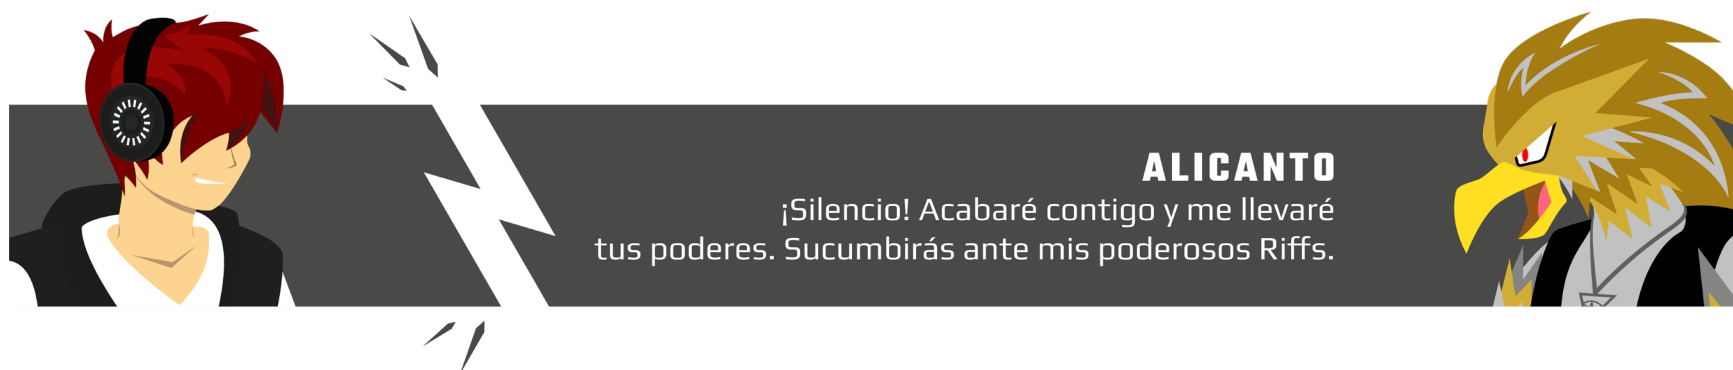 ALICANTO
¡Silencio! Acabaré contigo y me llevaré
tus poderes. Sucumbirás ante mis poderosos Riffs.